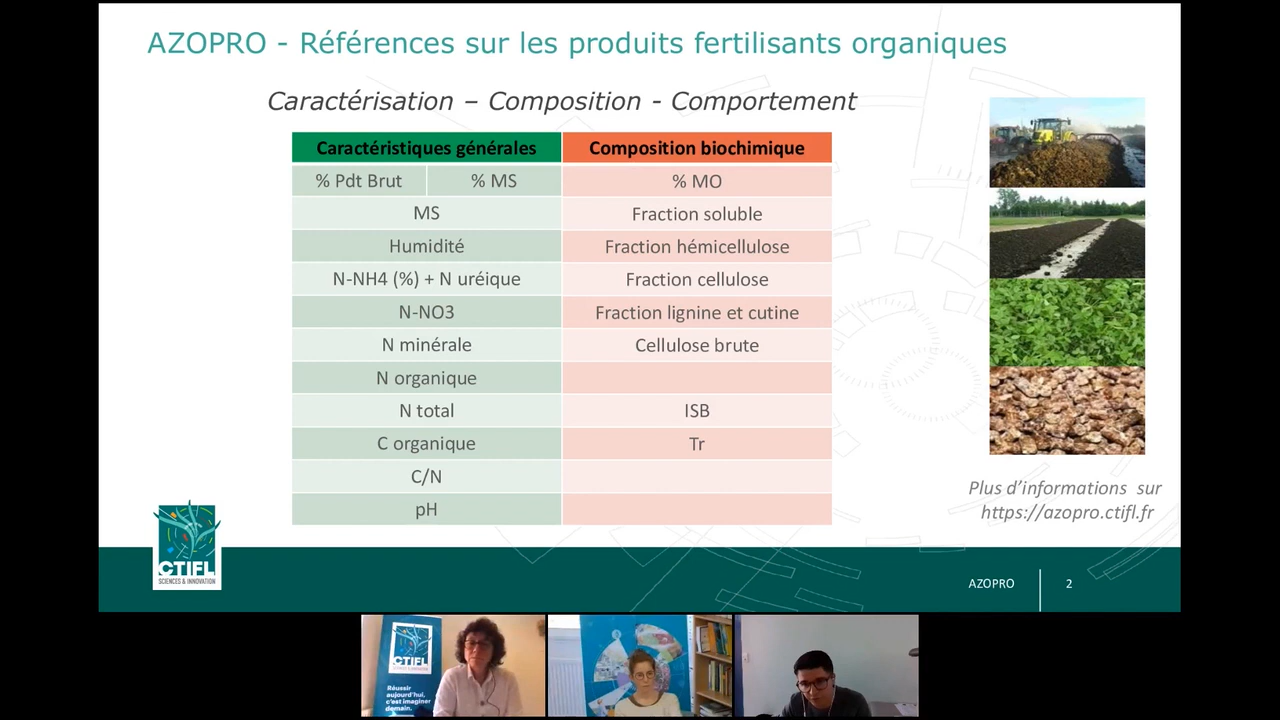 AZOPRO - Références sur les produits fertilisants organiques
Caractérisation – Composition - Comportement
Caractéristiques générales
Composition biochimique
% Pdt Brut
% MS
% MO
MS
Fraction soluble
Humidité
Fraction hémicellulose
N-NH4 (%) + N uréique
Fraction cellulose
N-NO3
Fraction lignine et cutine
N minérale
Cellulose brute
N organique
N total
ISB
C organique
Tr
C/N
pH
Plus d’informations sur
https://azopro.ctifl.fr
CTIFL
SCIENCES & INNOVATION
AZOPRO
2
CTIFL
Réussir
aujourd'hui,
c'est imaginer
demain.